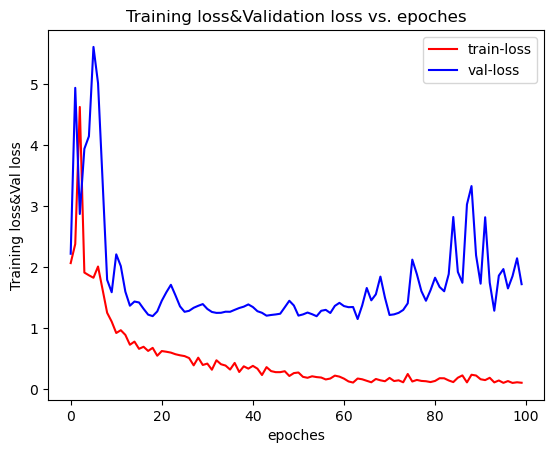 Training loss&Validation loss vs. epoches
train-loss
val-loss
Training loss&Val loss
5
4
3
2
1
0
0 20 40 60 80 100
epoches